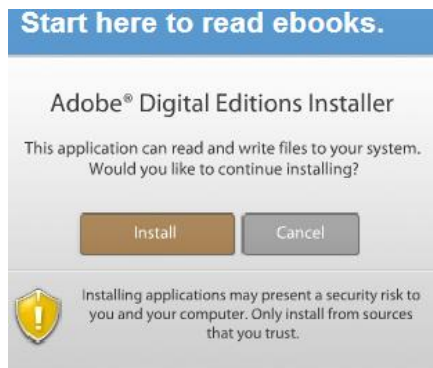 Start here to read ebooks.
Adobe® Digital Editions Installer
This application can read and write files to your system.
Would you like to continue installing?
Install
Cancel
Installing applications may present a security risk to
you and your computer. Only install from sources
that you trust.